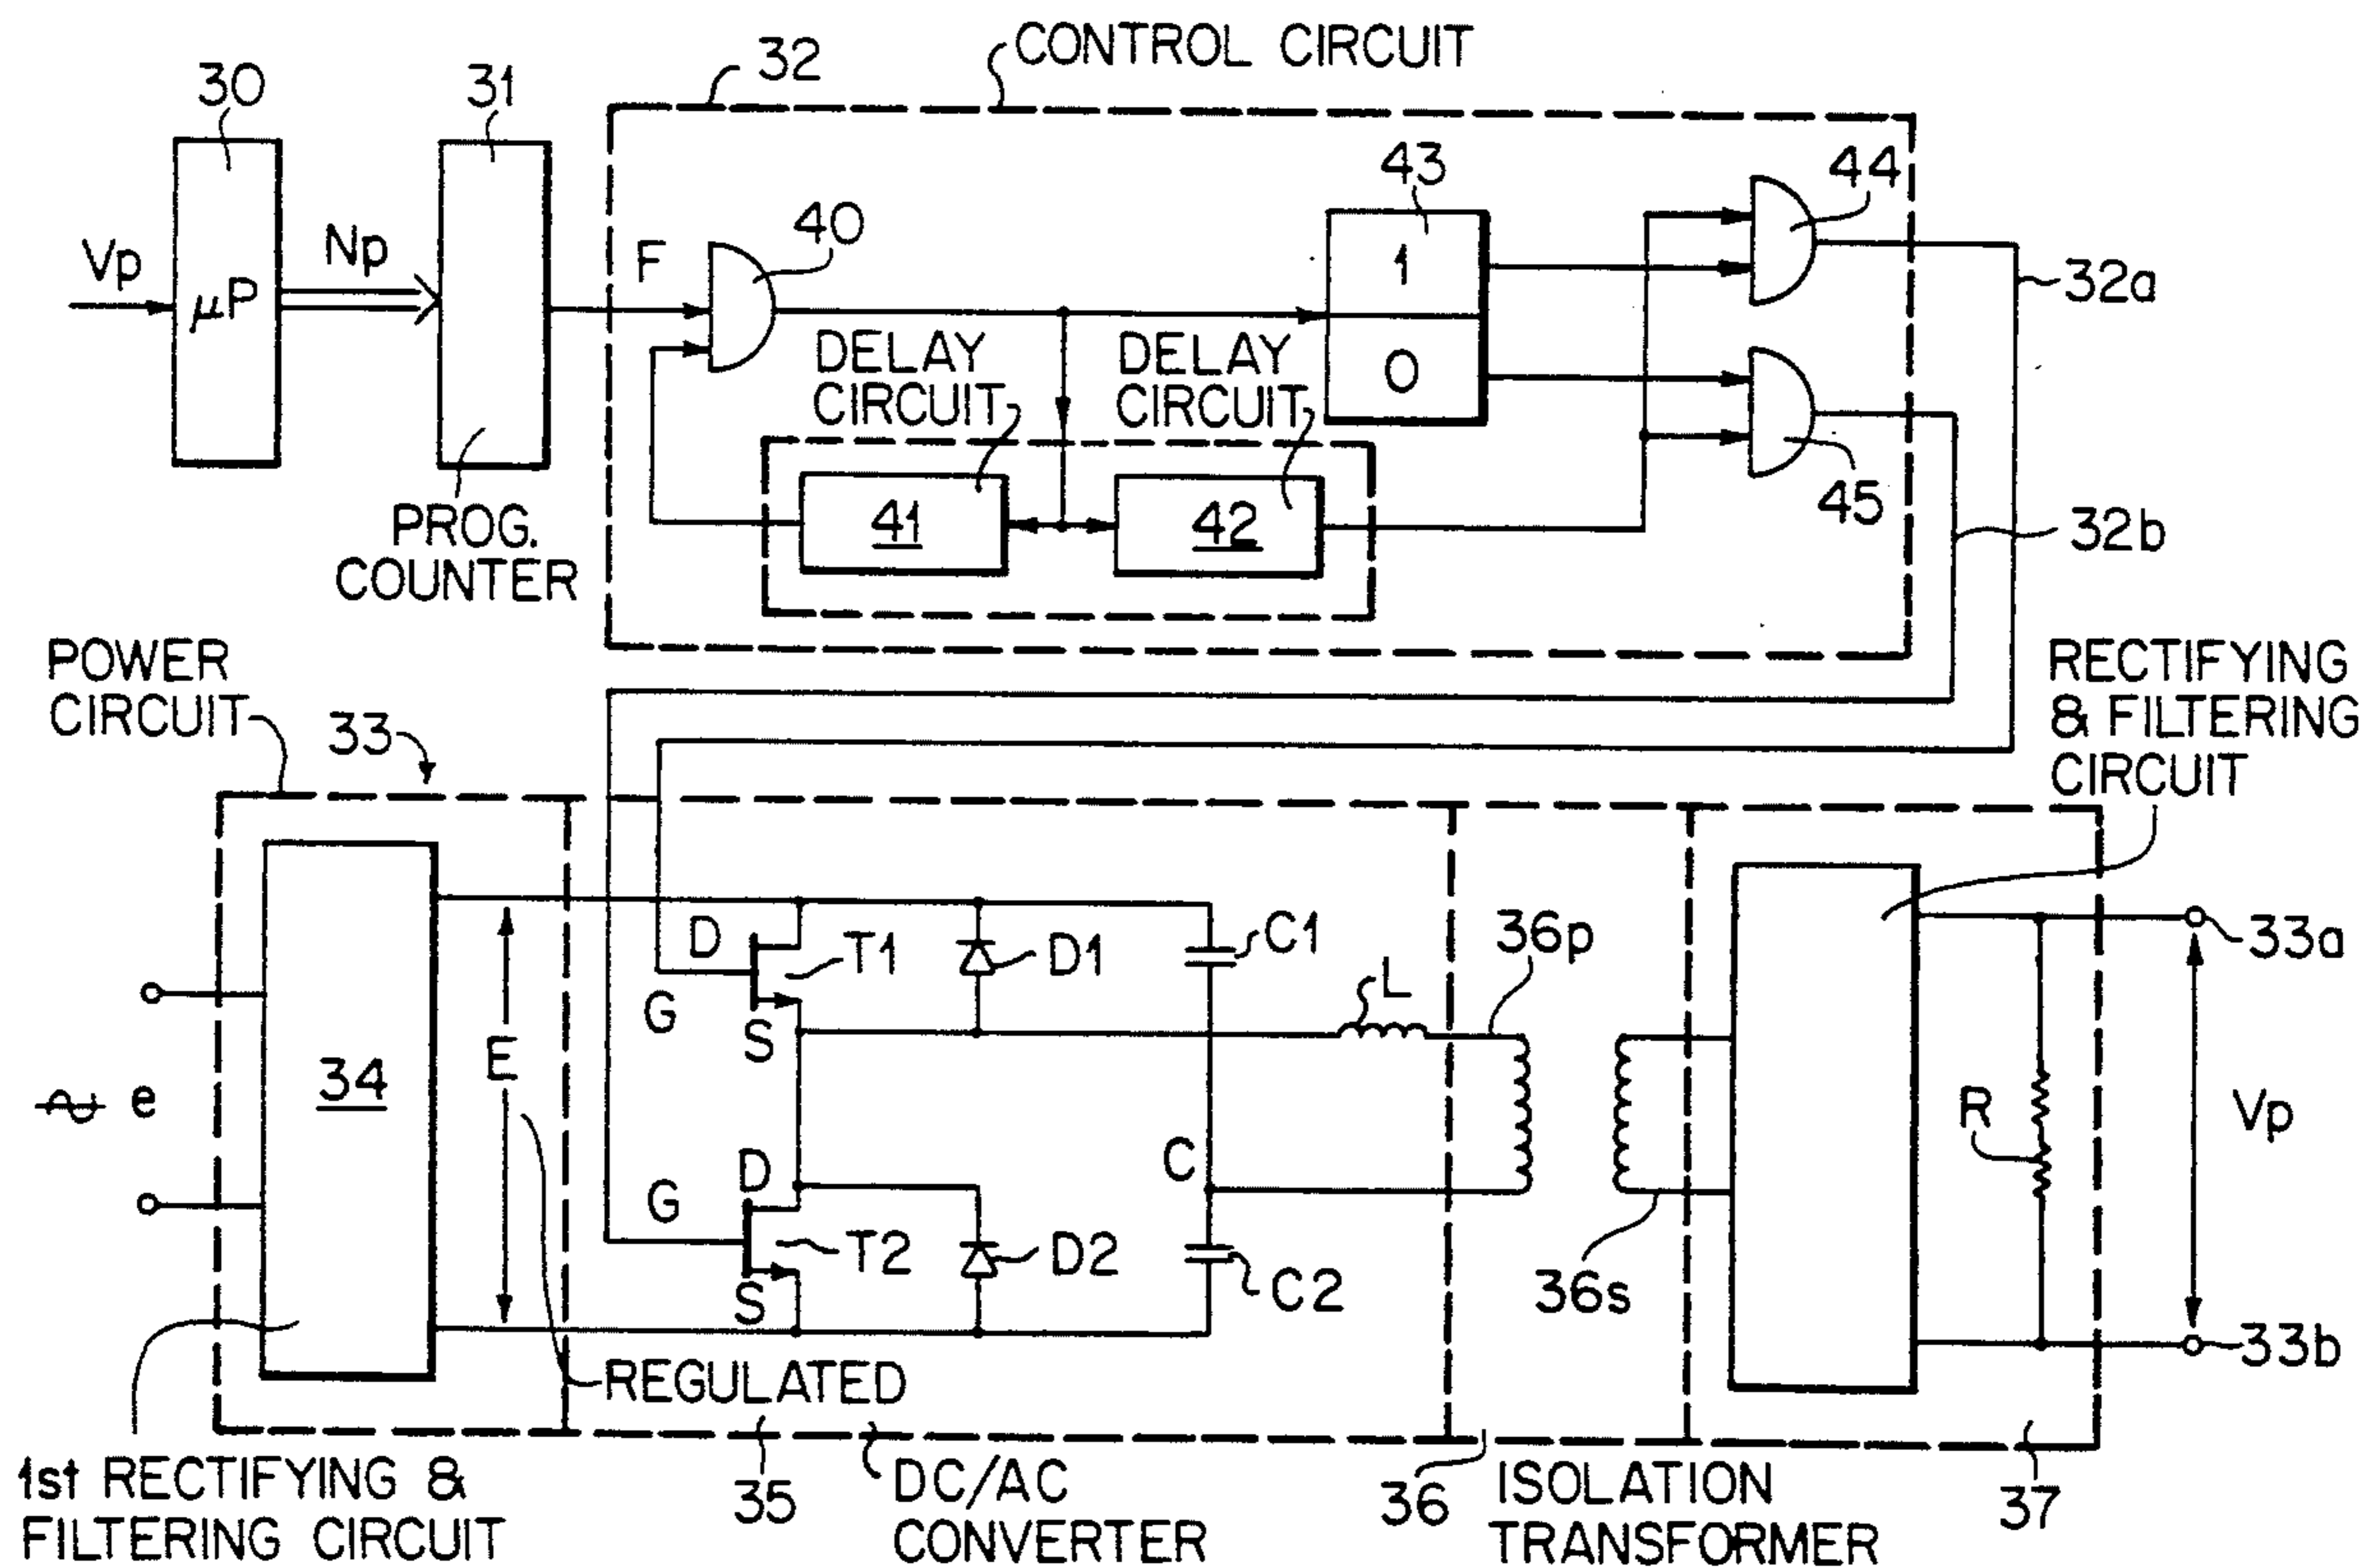 32
CONTROL CIRCUIT
30
31
43
44
40
Vp
μP
Np
F
1
0
32a
DELAY
CIRCUIT
DELAY
CIRCUIT
41
42
45
32b
PROG.
COUNTER
POWER
CIRCUIT
33
RECTIFYING
& FILTERING
CIRCUIT
D
T1
G
S
D1
C1
L
36p
33a
e
34
E
C
R
Vp
D
G
T2
S
D2
C2
36s
33b
REGULATED
1st RECTIFYING &
FILTERING CIRCUIT
35
DC/AC
CONVERTER
36
ISOLATION
TRANSFORMER
37